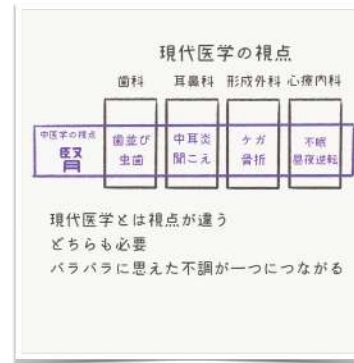 現代医学の視点
歯科 耳鼻科 形成外科 心療内科
中医学の視点
腎
歯並び 中耳炎 ケガ 不眠
虫歯 聞こえ 骨折 昼夜逆転
現代医学とは視点が違う
どちらも必要
バラバラに思えた不調が一つにつながる